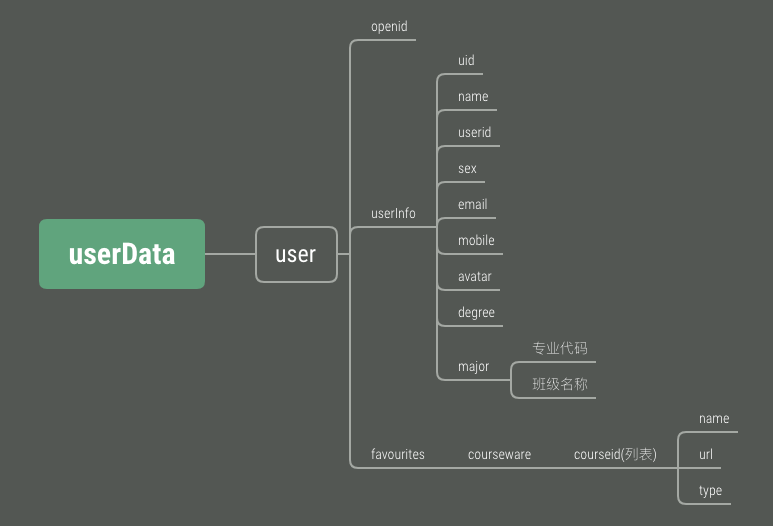 userData
user
openid
userInfo
uid
name
userid
sex
email
mobile
avatar
degree
major
专业代码
班级名称
favourites
courseware
courseid(列表)
name
url
type